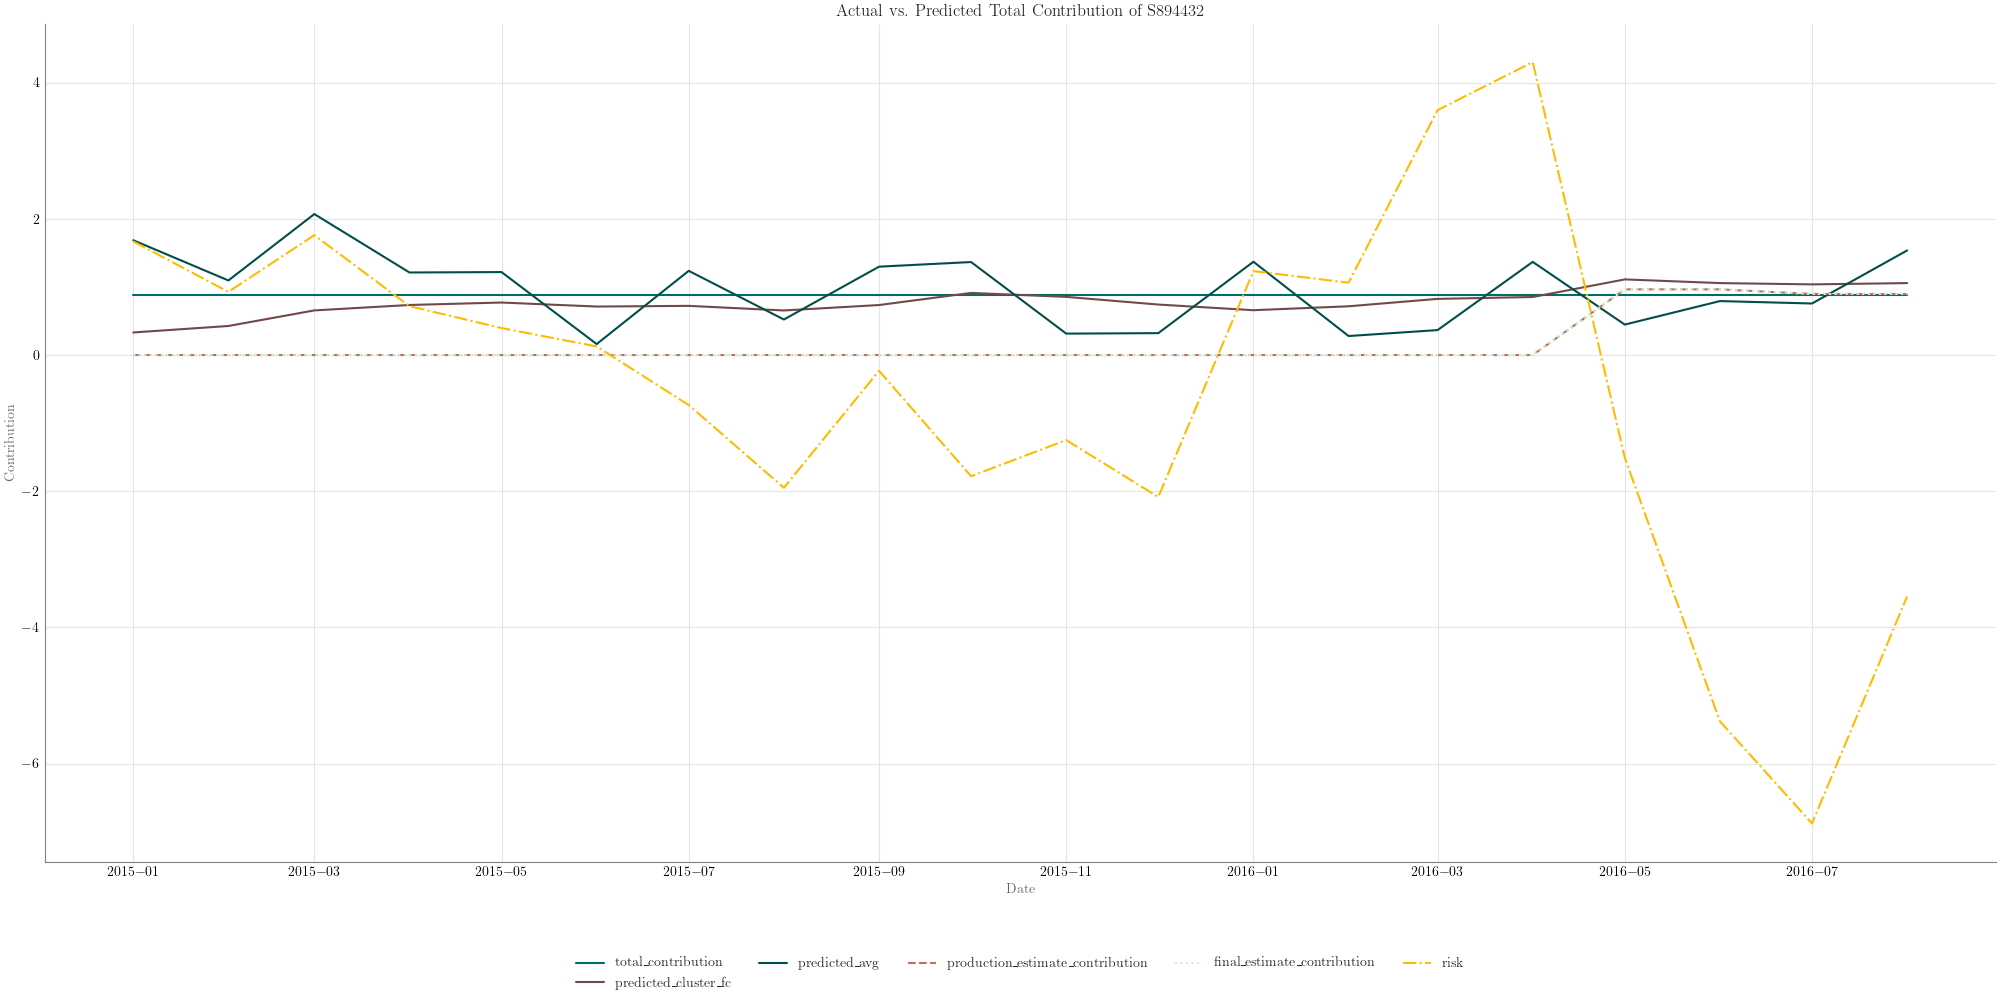 Actual vs. Predicted Total Contribution of S894432
4
2
0
−2
−4
−6
Contribution
2015−01 2015−03 2015−05 2015−07 2015−09 2015−11 2016−01 2016−03 2016−05 2016−07
Date
total_contribution predicted_avg production_estimate_contribution final_estimate_contribution risk
predicted_cluster_fc